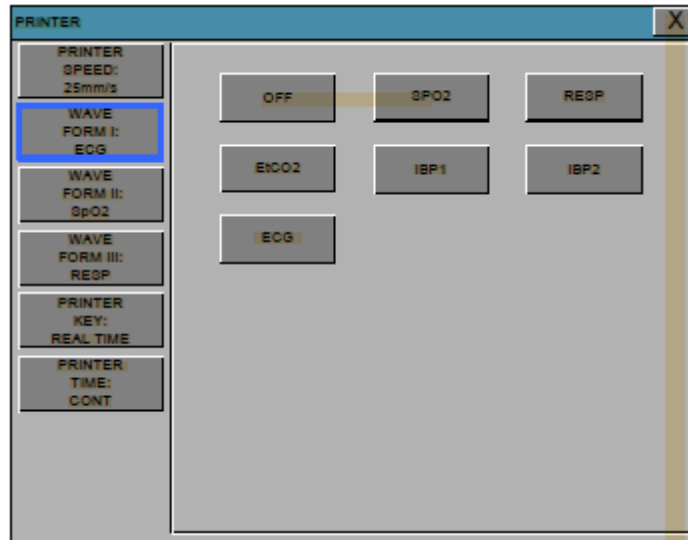 PRINTER
X
PRINTER
SPEED:
25mm/s
WAVE
FORM I:
ECG
WAVE
FORM II:
SpO2
WAVE
FORM III:
RESP
PRINTER
KEY:
REAL TIME
PRINTER
TIME:
CONT
OFF
SPO2
RESP
EtCO2
IBP1
IBP2
ECG